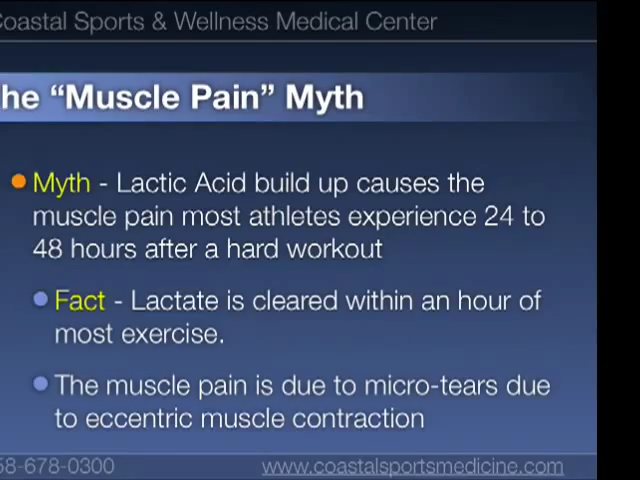 oastal Sports & Wellness Medical Center
he “Muscle Pain” Myth
Myth - Lactic Acid build up causes the
muscle pain most athletes experience 24 to
48 hours after a hard workout
Fact - Lactate is cleared within an hour of
most exercise.
The muscle pain is due to micro-tears due
to eccentric muscle contraction
58-678-0300 www.coastalsportsmedicine.com